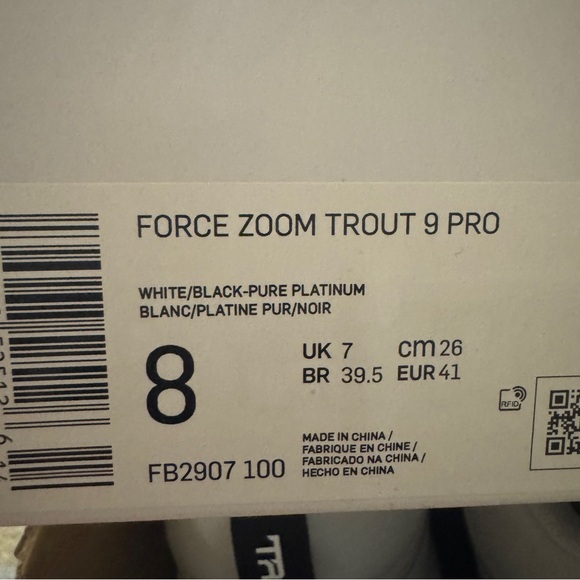 FORCE ZOOM TROUT 9 PRO
WHITE/BLACK-PURE PLATINUM
BLANC/PLATINE PUR/NOIR
8
UK 7 cm 26
BR 39.5 EUR 41
RFID
MADE IN CHINA /
FABRIQUE EN CHINE /
FABRICADO NA CHINA /
HECHO EN CHINA
FB2907 100